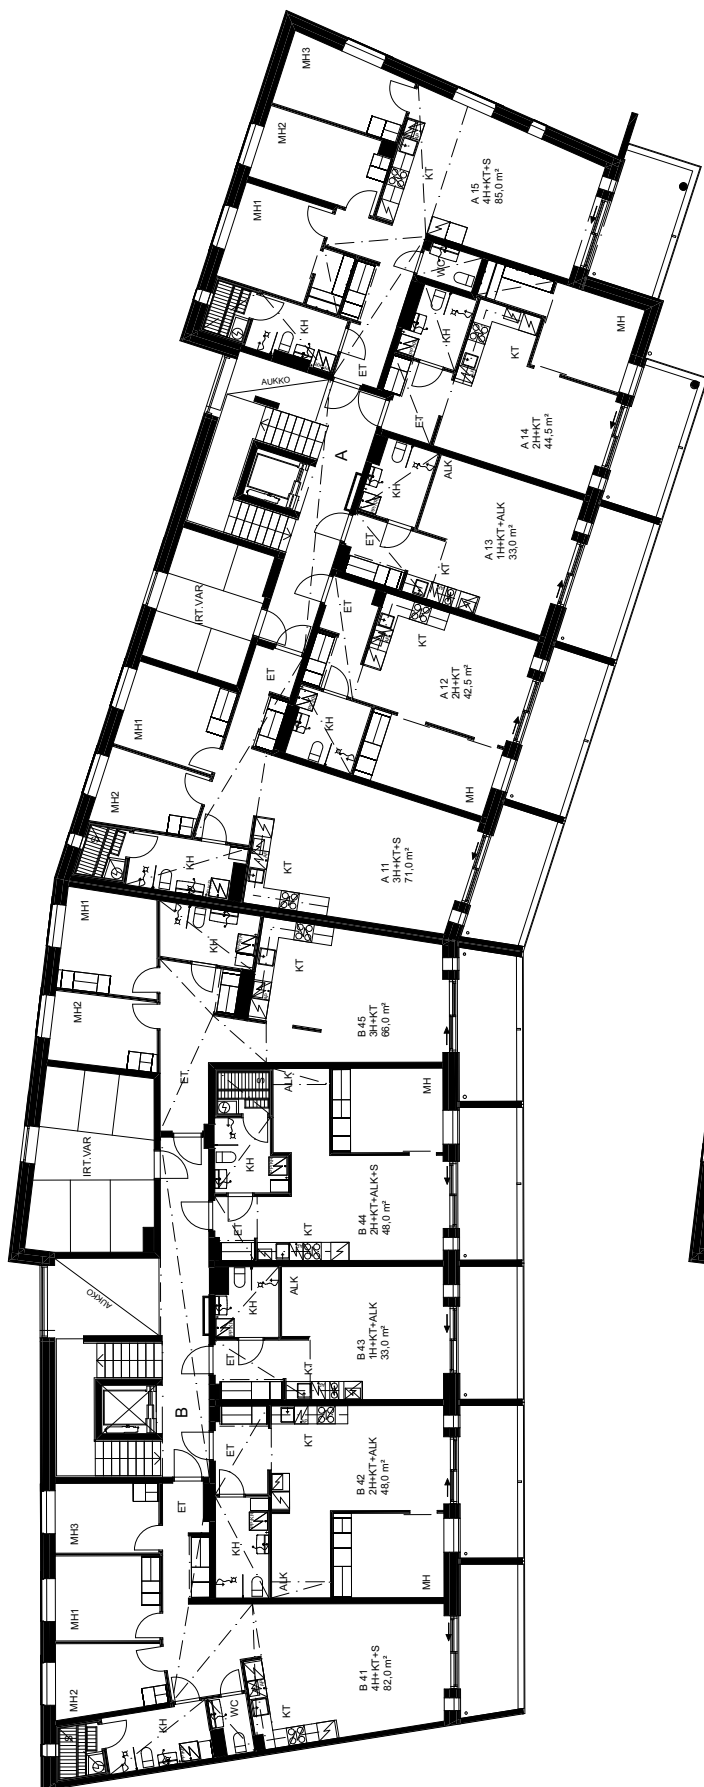 MH3
MH2
MH1
KT
A 15
4H+KT+S
85,0 m²
WC
KH
ET
AUKKO
A
KH
KT
MH
ET
A 14
2H+KT
44,5 m²
ALK
KH
ET
KT
A 13
1H+KT+ALK
33,0 m²
IRT.VAR
ET
KT
A 12
2H+KT
42,5 m²
KH
MH
ET
MH1
MH2
KH
KT
A 11
3H+KT+S
71,0 m²
MH1
KH
KT
MH2
B 45
3H+KT
66,0 m²
ET
IRT.VAR
S
ALK
MH
KH
ET
KT
B 44
2H+KT+ALK+S
48,0 m²
AUKKO
KH
ALK
ET
KT
B 43
1H+KT+ALK
33,0 m²
B
ET
KT
B 42
2H+KT+ALK
48,0 m²
KH
ALK
MH
MH3
ET
MH1
MH2
B 41
4H+KT+S
82,0 m²
S
KH
WC
KT